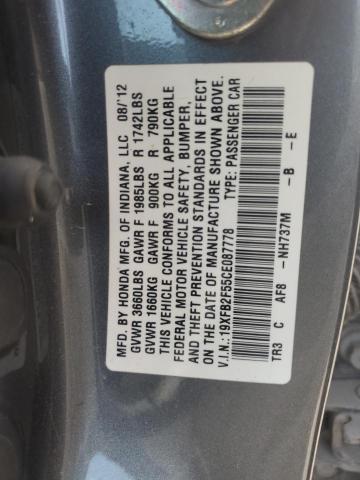 MFD. BY HONDA MFG. OF INDIANA, LLC 08/'12
GVWR 3660LBS GAWR F 1985LBS R 1742LBS
GVWR 1660KG GAWR F 900KG R 790KG
THIS VEHICLE CONFORMS TO ALL APPLICABLE
FEDERAL MOTOR VEHICLE SAFETY, BUMPER,
AND THEFT PREVENTION STANDARDS IN EFFECT
ON THE DATE OF MANUFACTURE SHOWN ABOVE.
V.I.N.:19XFB2F55CE087778 TYPE: PASSENGER CAR
TR3 C AF8 -NH737M -B -E